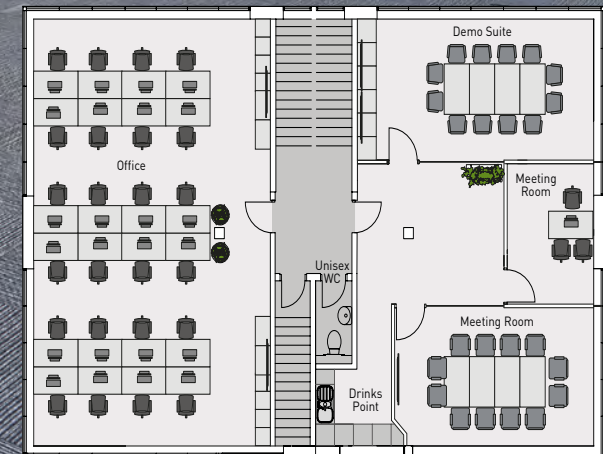 Demo Suite
Office
Meeting
Room
Unisex
WC
Meeting Room
Drinks
Point